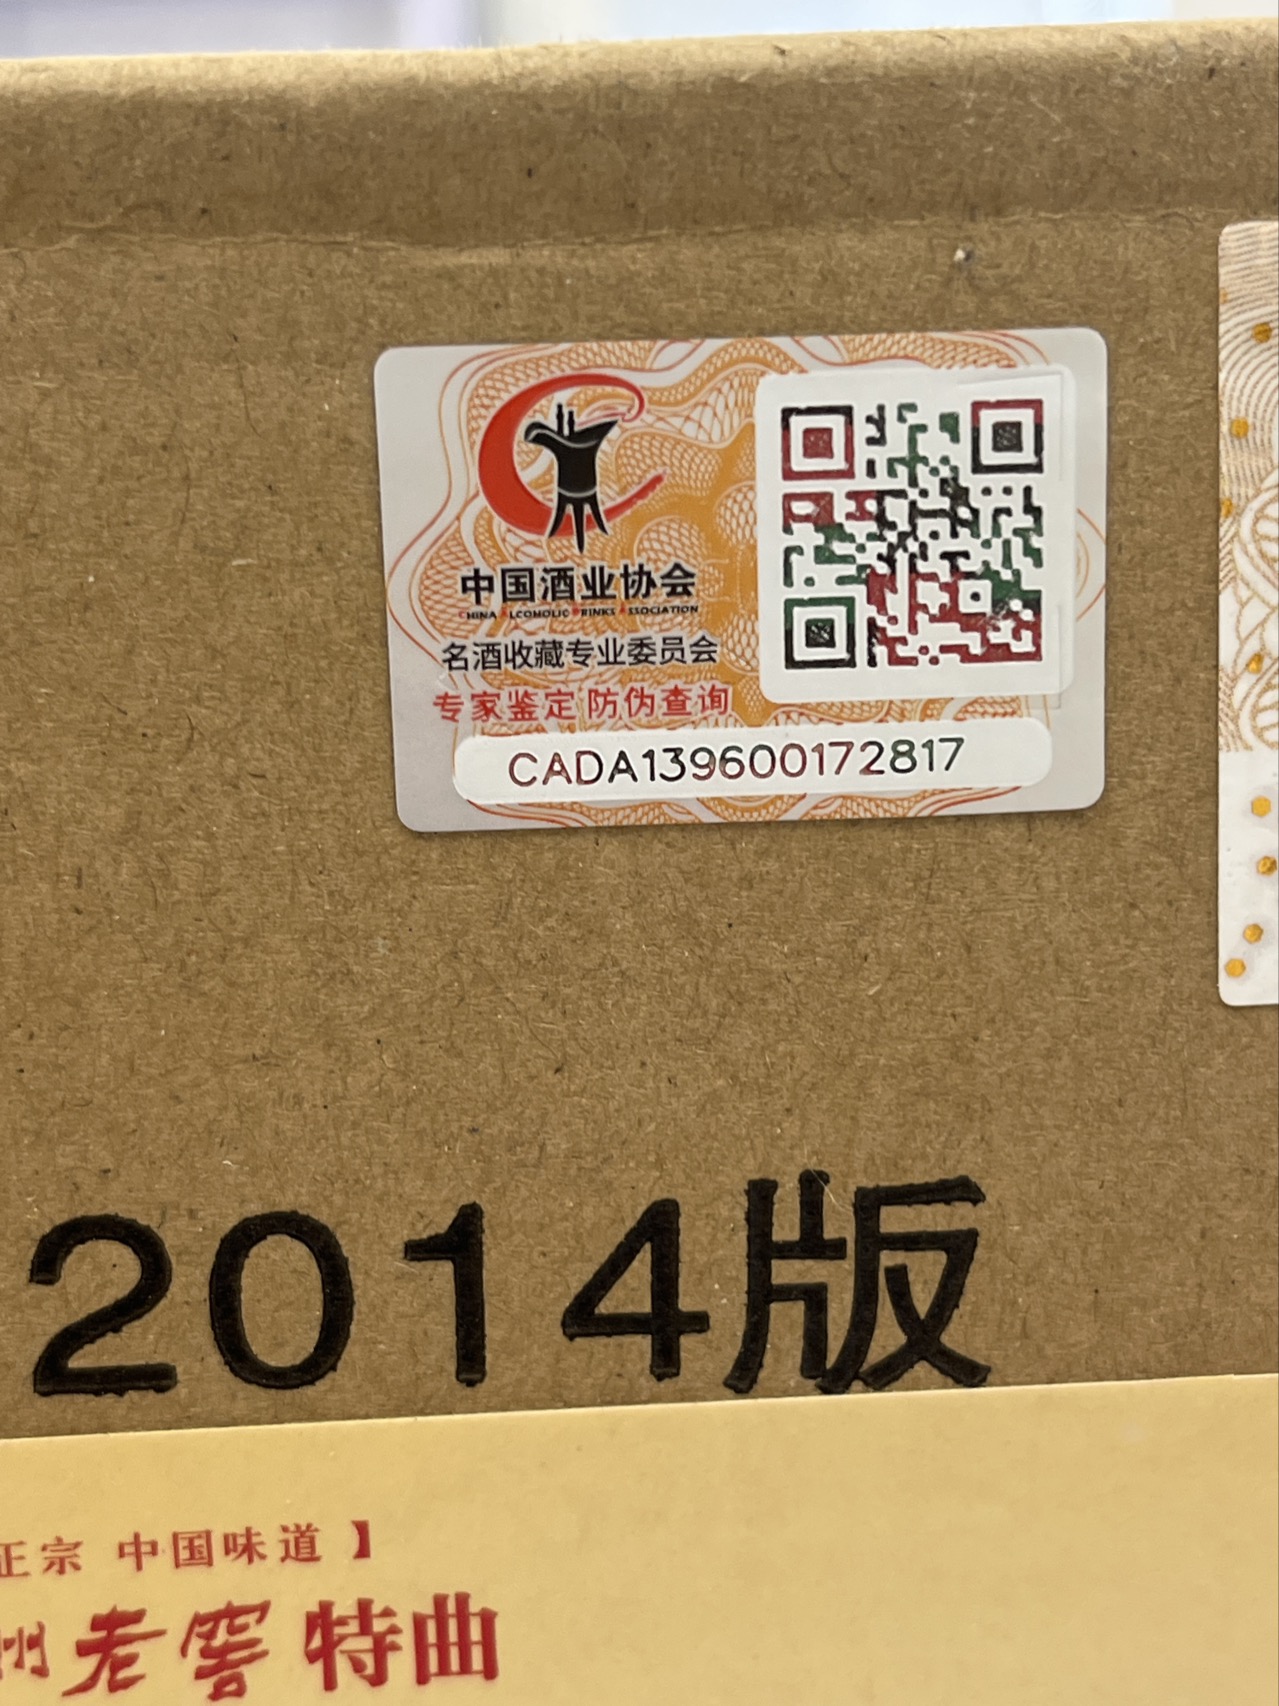 中国酒业协会
CHINA ALCOHOLIC DRINKS ASSOCIATION
名酒收藏专业委员会
专家鉴定 防伪查询
CADA139600172817
2014版
正宗 中国味道】
州老窖特曲